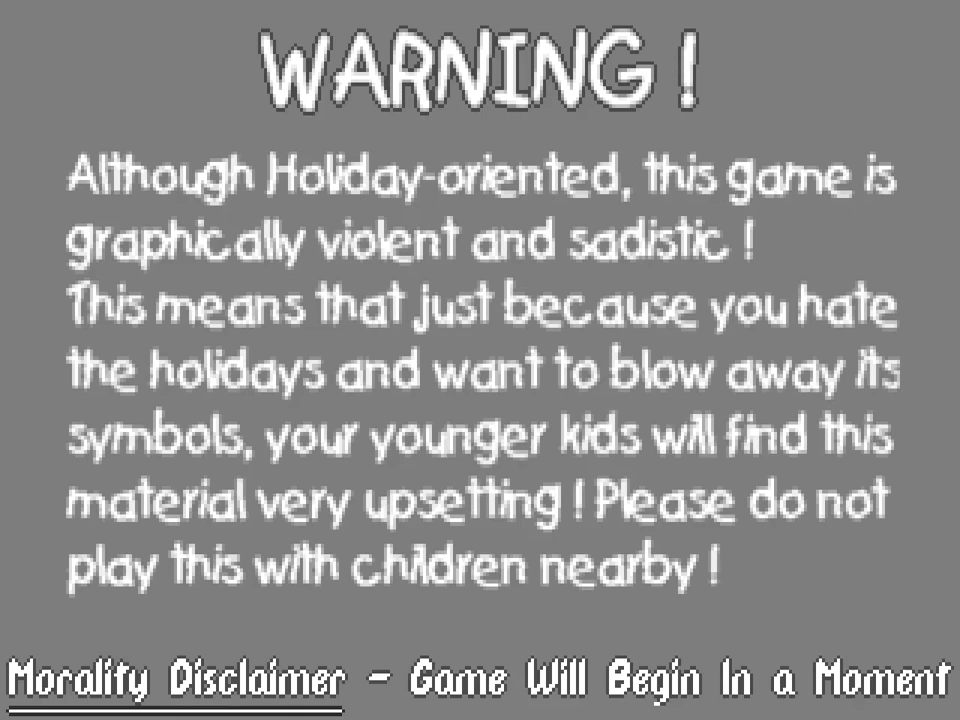 WARNING !
Although Holiday-oriented, this game is
graphically violent and sadistic !
This means that just because you hate
the holidays and want to blow away its
symbols, your younger kids will find this
material very upsetting ! Please do not
play this with children nearby !
Morality Disclaimer - Game Will Begin In a Moment